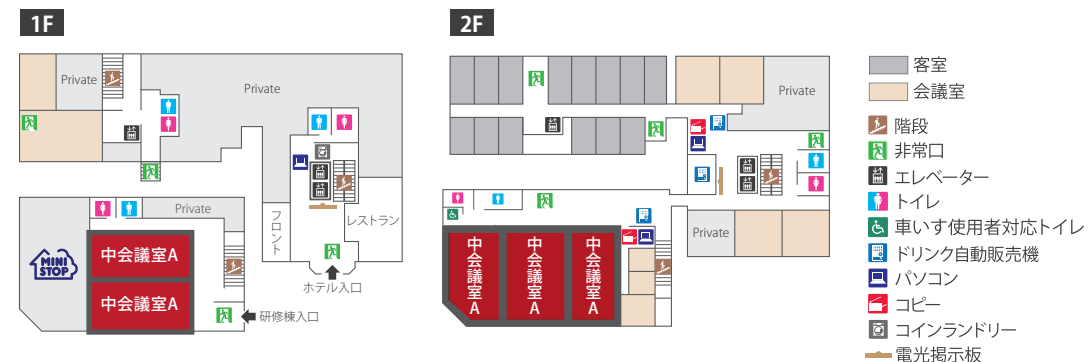 1F
Private
Private
Private
MINI
STOP
中会議室A
中会議室A
フロント
レストラン
ホテル入口
研修棟入口
2F
Private
Private
中会議室A
中会議室A
中会議室A
客室
会議室
階段
非常口
エレベーター
トイレ
車いす使用者対応トイレ
ドリンク自動販売機
パソコン
コピー
コインランドリー
電光掲示板